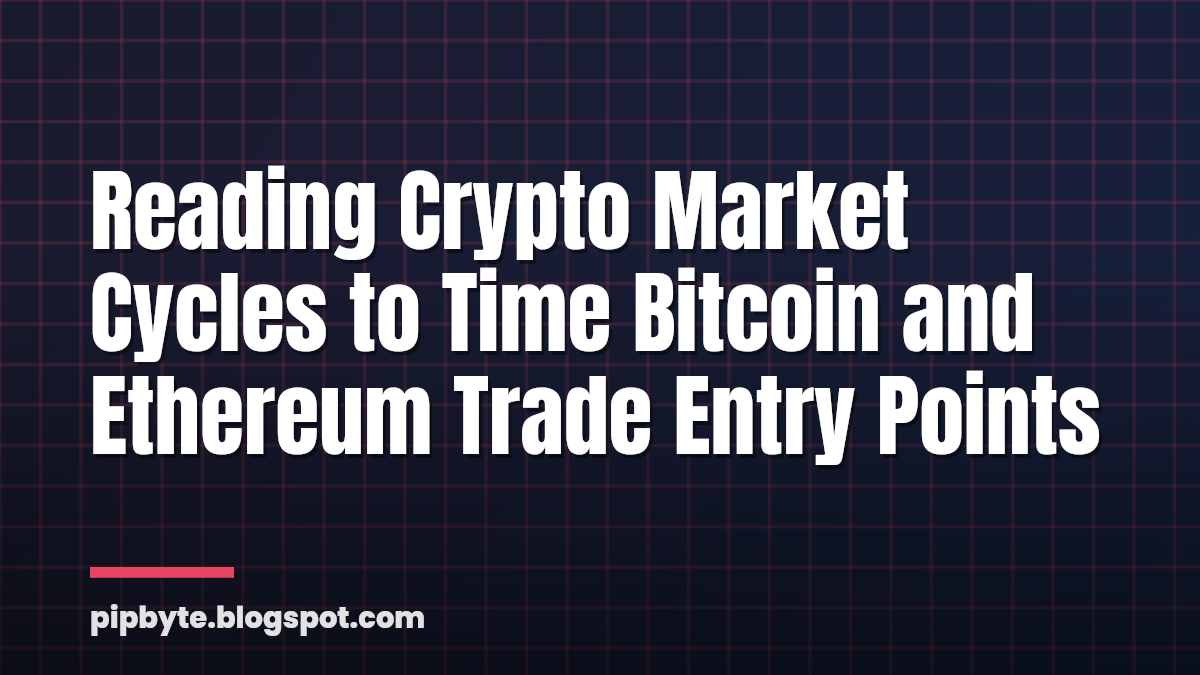 Reading Crypto Market
Cycles to Time Bitcoin and
Ethereum Trade Entry Points
pipbyte.blogspot.com